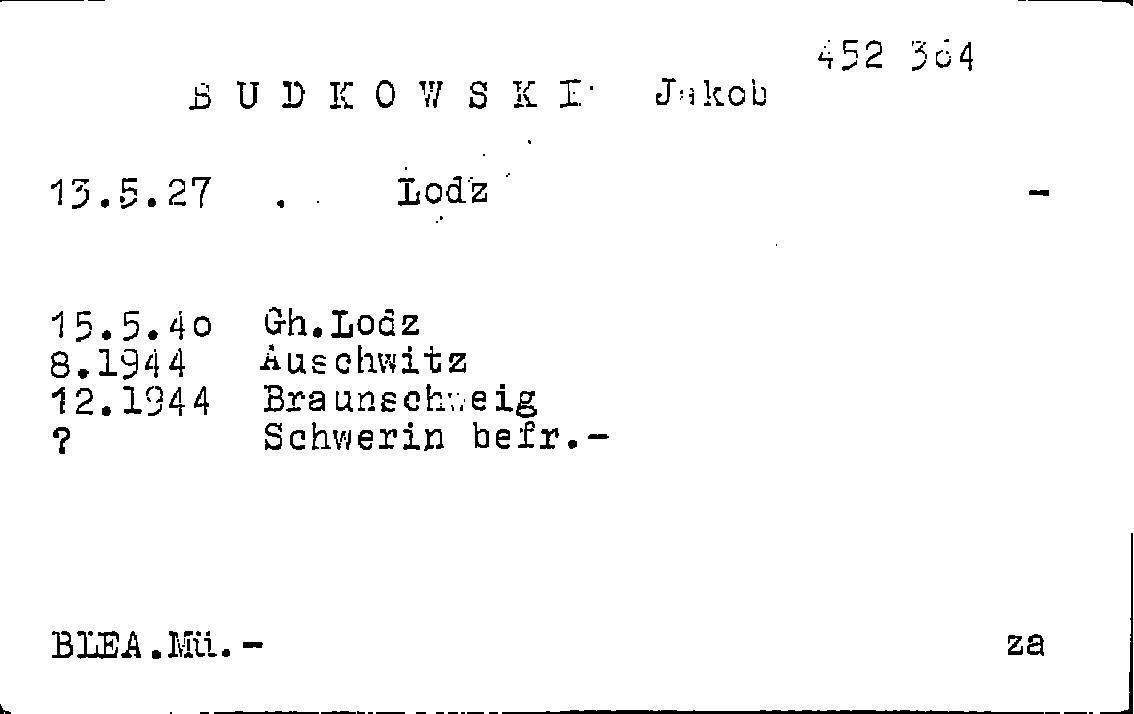 452 364
BUDKOWSKI Jakob
13.5.27 . Lodz -
15.5.4o Gh.Lodz
8.1944 Auschwitz
12.1944 Braunschweig
? Schwerin befr.-
BLEA.Mü.- za